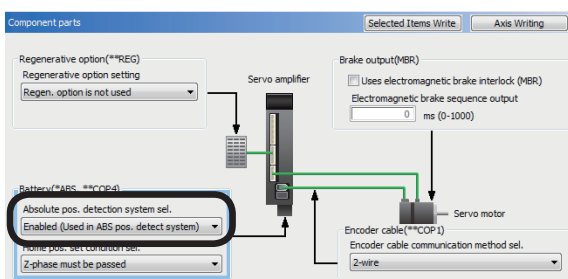 Component parts
Selected Items Write
Axis Writing
Regenerative option(**REG)
Regenerative option setting
Regen. option is not used
Servo amplifier
Brake output(MBR)
Uses electromagnetic brake interlock (MBR)
Electromagnetic brake sequence output
0 ms (0-1000)
Battery(*ABS, **COP4)
Absolute pos. detection system sel.
Enabled (Used in ABS pos. detect system)
Home pos. set condition sel.
Z-phase must be passed
Servo motor
Encoder cable(**COP1)
Encoder cable communication method sel.
2-wire